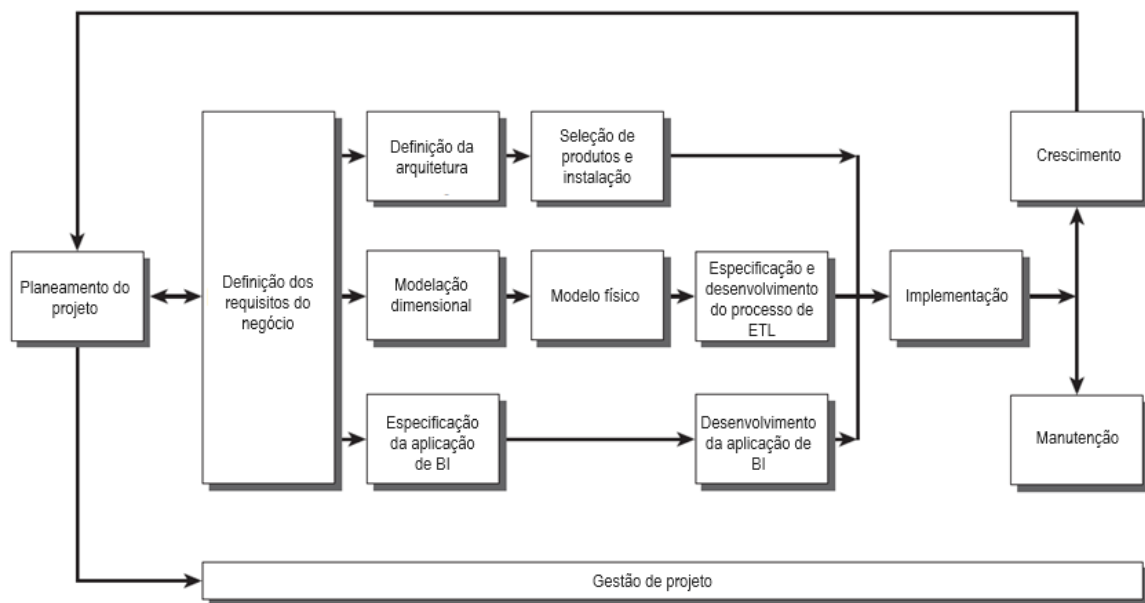 Definição da
arquitetura
Seleção de
produtos e
instalação
Crescimento
Planeamento do
projeto
Definição dos
requisitos do
negócio
Modelação
dimensional
Modelo físico
Especificação e
desenvolvimento
do processo de
ETL
Implementação
Especificação
da aplicação
de BI
Desenvolvimento
da aplicação de
BI
Manutenção
Gestão de projeto